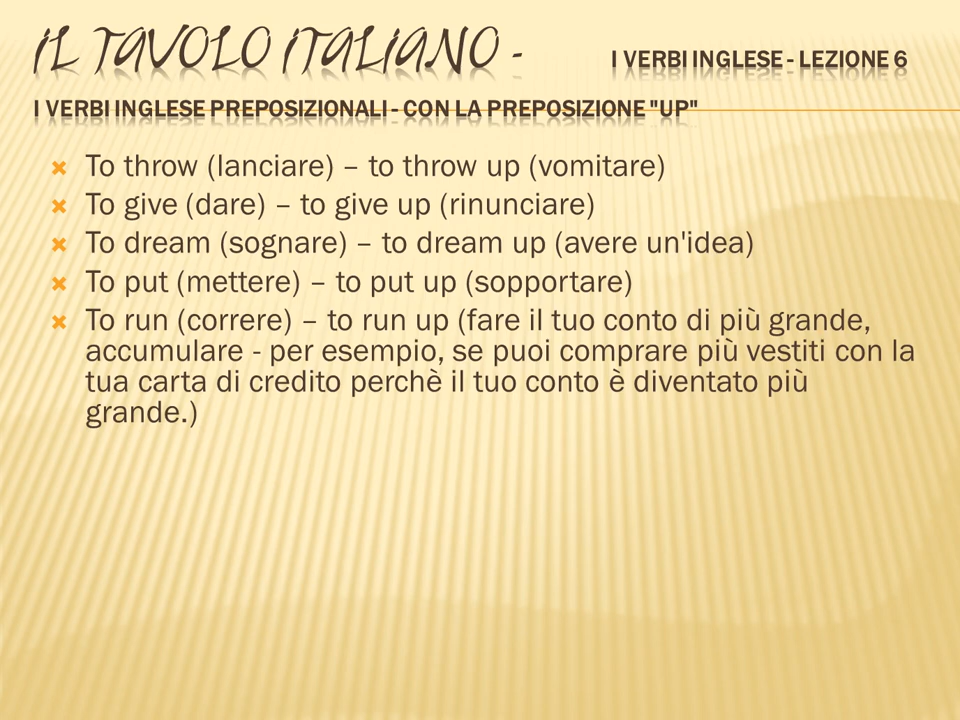 IL TAVOLO ITALIANO - I VERBI INGLESE - LEZIONE 6
I VERBI INGLESE PREPOSIZIONALI - CON LA PREPOSIZIONE "UP"
To throw (lanciare) – to throw up (vomitare)
To give (dare) – to give up (rinunciare)
To dream (sognare) – to dream up (avere un'idea)
To put (mettere) – to put up (sopportare)
To run (correre) – to run up (fare il tuo conto di più grande,
accumulare - per esempio, se puoi comprare più vestiti con la
tua carta di credito perchè il tuo conto è diventato più
grande.)